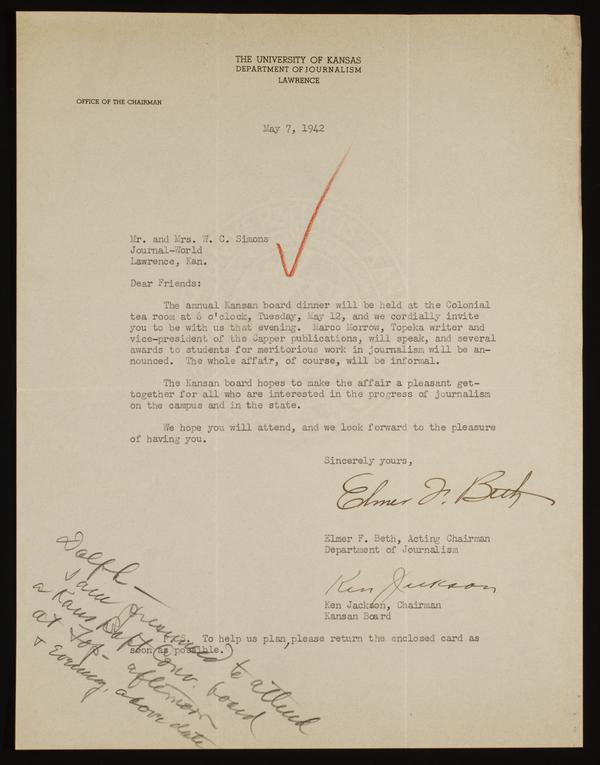 THE UNIVERSITY OF KANSAS
DEPARTMENT OF JOURNALISM
LAWRENCE
OFFICE OF THE CHAIRMAN
May 7, 1942
Mr. and Mrs. W. C. Simons
Journal-World
Lawrence, Kan.
Dear Friends:
The annual Kansan board dinner will be held at the Colonial
tea room at 6 o'clock, Tuesday, May 12, and we cordially invite
you to be with us that evening. Marco Morrow, Topeka writer and
vice-president of the Capper publications, will speak, and several
awards to students for meritorious work in journalism will be an-
nounced. The whole affair, of course, will be informal.
The Kansan board hopes to make the affair a pleasant get-
together for all who are interested in the progress of journalism
on the campus and in the state.
We hope you will attend, and we look forward to the pleasure
of having you.
Sincerely yours,
Elmer F. Beth
Elmer F. Beth, Acting Chairman
Department of Journalism
Ken Jackson
Ken Jackson, Chairman
Kansan Board
P.S. To help us plan, please return the enclosed card as
soon as possible.
Dolph —
I am to attend
a Kans Bapt Conv. board
at Top- afternoon
+ evening, above date